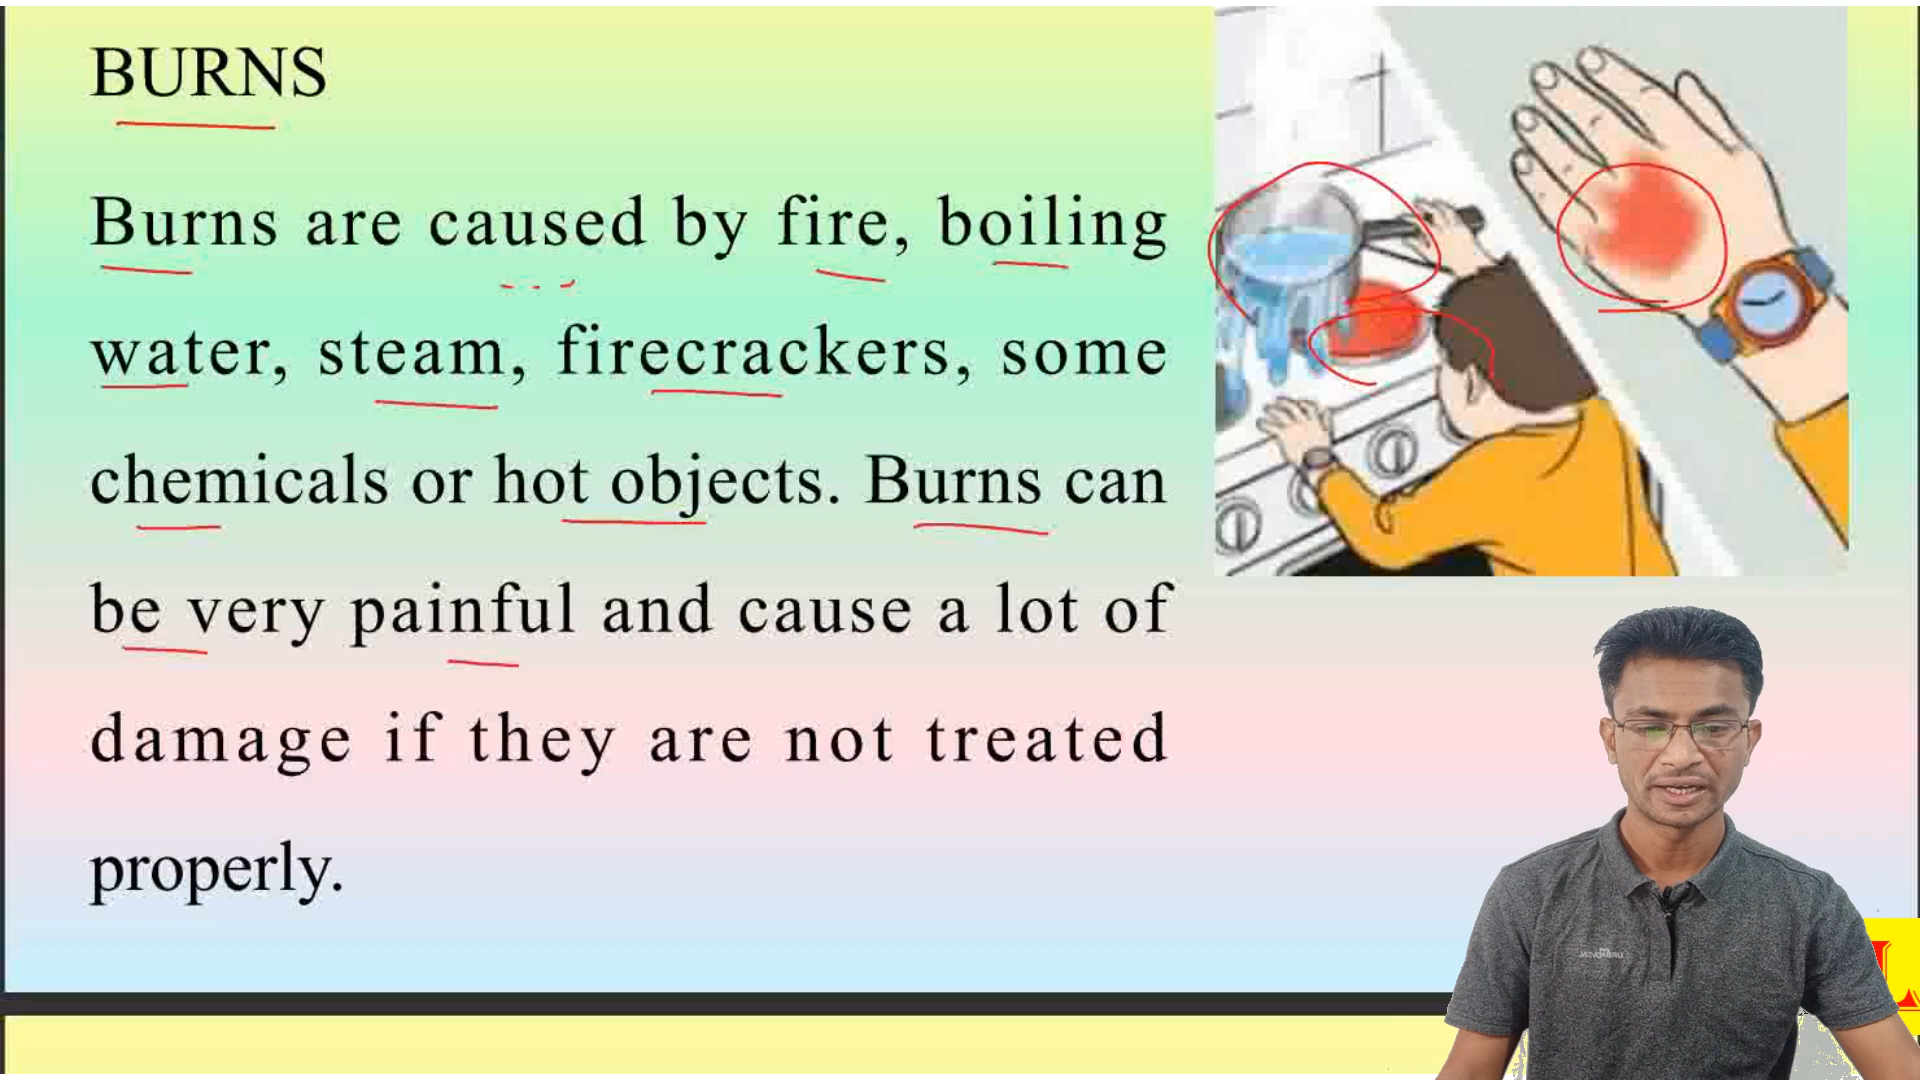 BURNS
Burns are caused by fire, boiling
water, steam, firecrackers, some
chemicals or hot objects. Burns can
be very painful and cause a lot of
damage if they are not treated
properly.